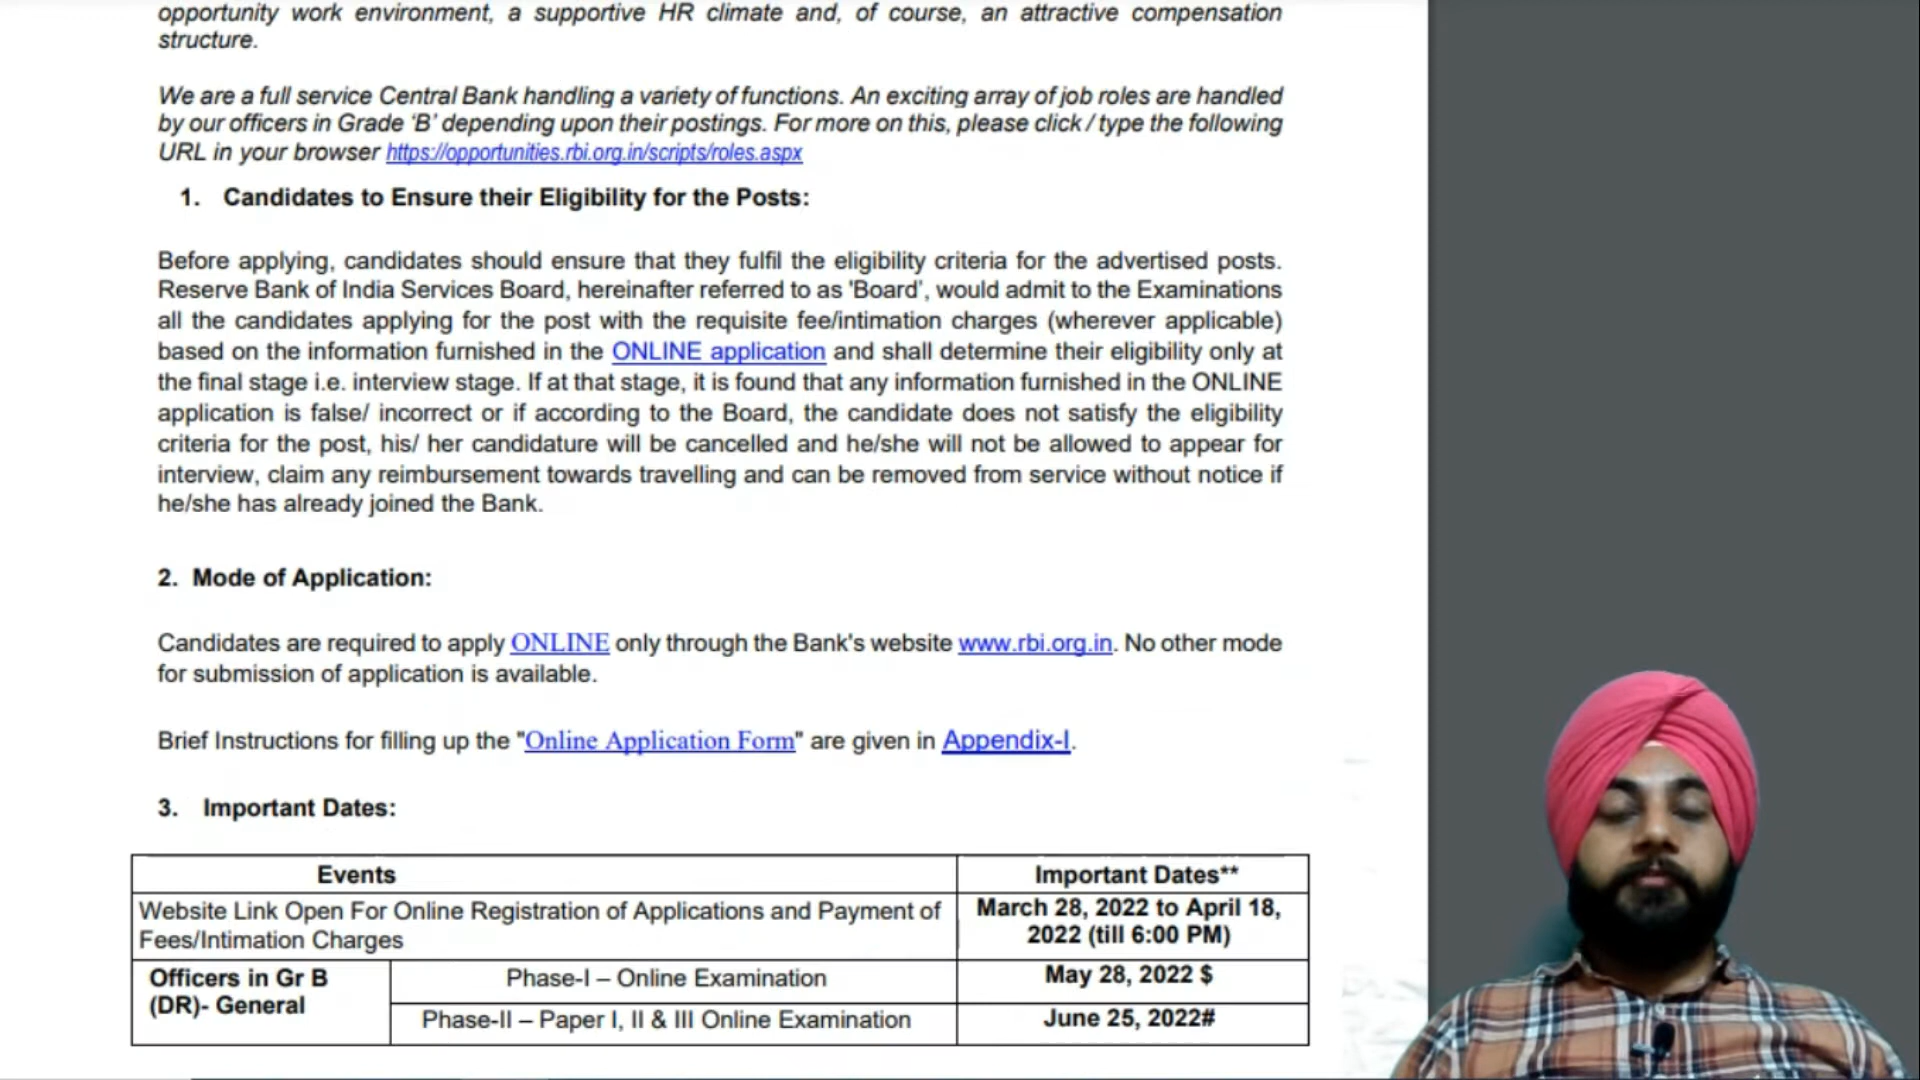 opportunity work environment, a supportive HR climate and, of course, an attractive compensation
structure.
We are a full service Central Bank handling a variety of functions. An exciting array of job roles are handled
by our officers in Grade ‘B’ depending upon their postings. For more on this, please click / type the following
URL in your browser https://opportunities.rbi.org.in/scripts/roles.aspx
1. Candidates to Ensure their Eligibility for the Posts:
Before applying, candidates should ensure that they fulfil the eligibility criteria for the advertised posts.
Reserve Bank of India Services Board, hereinafter referred to as 'Board', would admit to the Examinations
all the candidates applying for the post with the requisite fee/intimation charges (wherever applicable)
based on the information furnished in the ONLINE application and shall determine their eligibility only at
the final stage i.e. interview stage. If at that stage, it is found that any information furnished in the ONLINE
application is false/ incorrect or if according to the Board, the candidate does not satisfy the eligibility
criteria for the post, his/ her candidature will be cancelled and he/she will not be allowed to appear for
interview, claim any reimbursement towards travelling and can be removed from service without notice if
he/she has already joined the Bank.
2. Mode of Application:
Candidates are required to apply ONLINE only through the Bank's website www.rbi.org.in. No other mode
for submission of application is available.
Brief Instructions for filling up the "Online Application Form" are given in Appendix-I.
3. Important Dates:
Events Important Dates**
Website Link Open For Online Registration of Applications and Payment of
Fees/Intimation Charges
March 28, 2022 to April 18,
2022 (till 6:00 PM)
Officers in Gr B
(DR)- General
Phase-I – Online Examination May 28, 2022 $
Phase-II – Paper I, II & III Online Examination June 25, 2022#